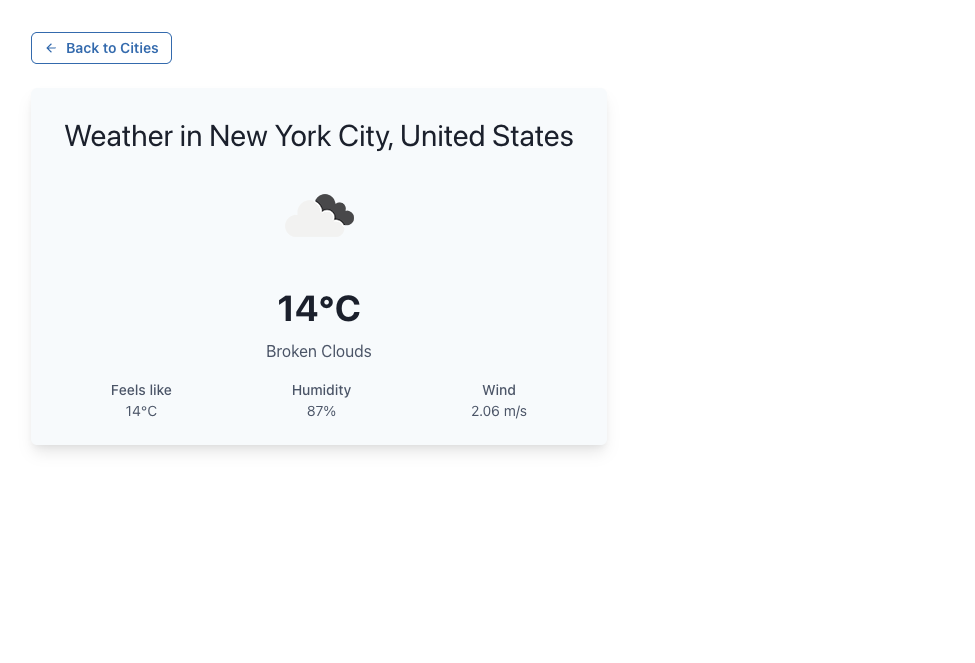 Back to Cities
Weather in New York City, United States
14°C
Broken Clouds
Feels like
14°C
Humidity
87%
Wind
2.06 m/s